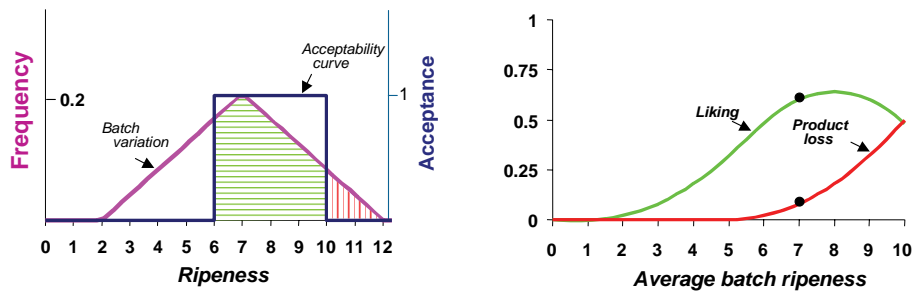 Frequency
0.2
Batch
variation
Acceptability
curve
1
Acceptance
0 1 2 3 4 5 6 7 8 9 10 11 12
Ripeness
1
0.75
0.5
0.25
0
Liking
Product
loss
0 1 2 3 4 5 6 7 8 9 10
Average batch ripeness